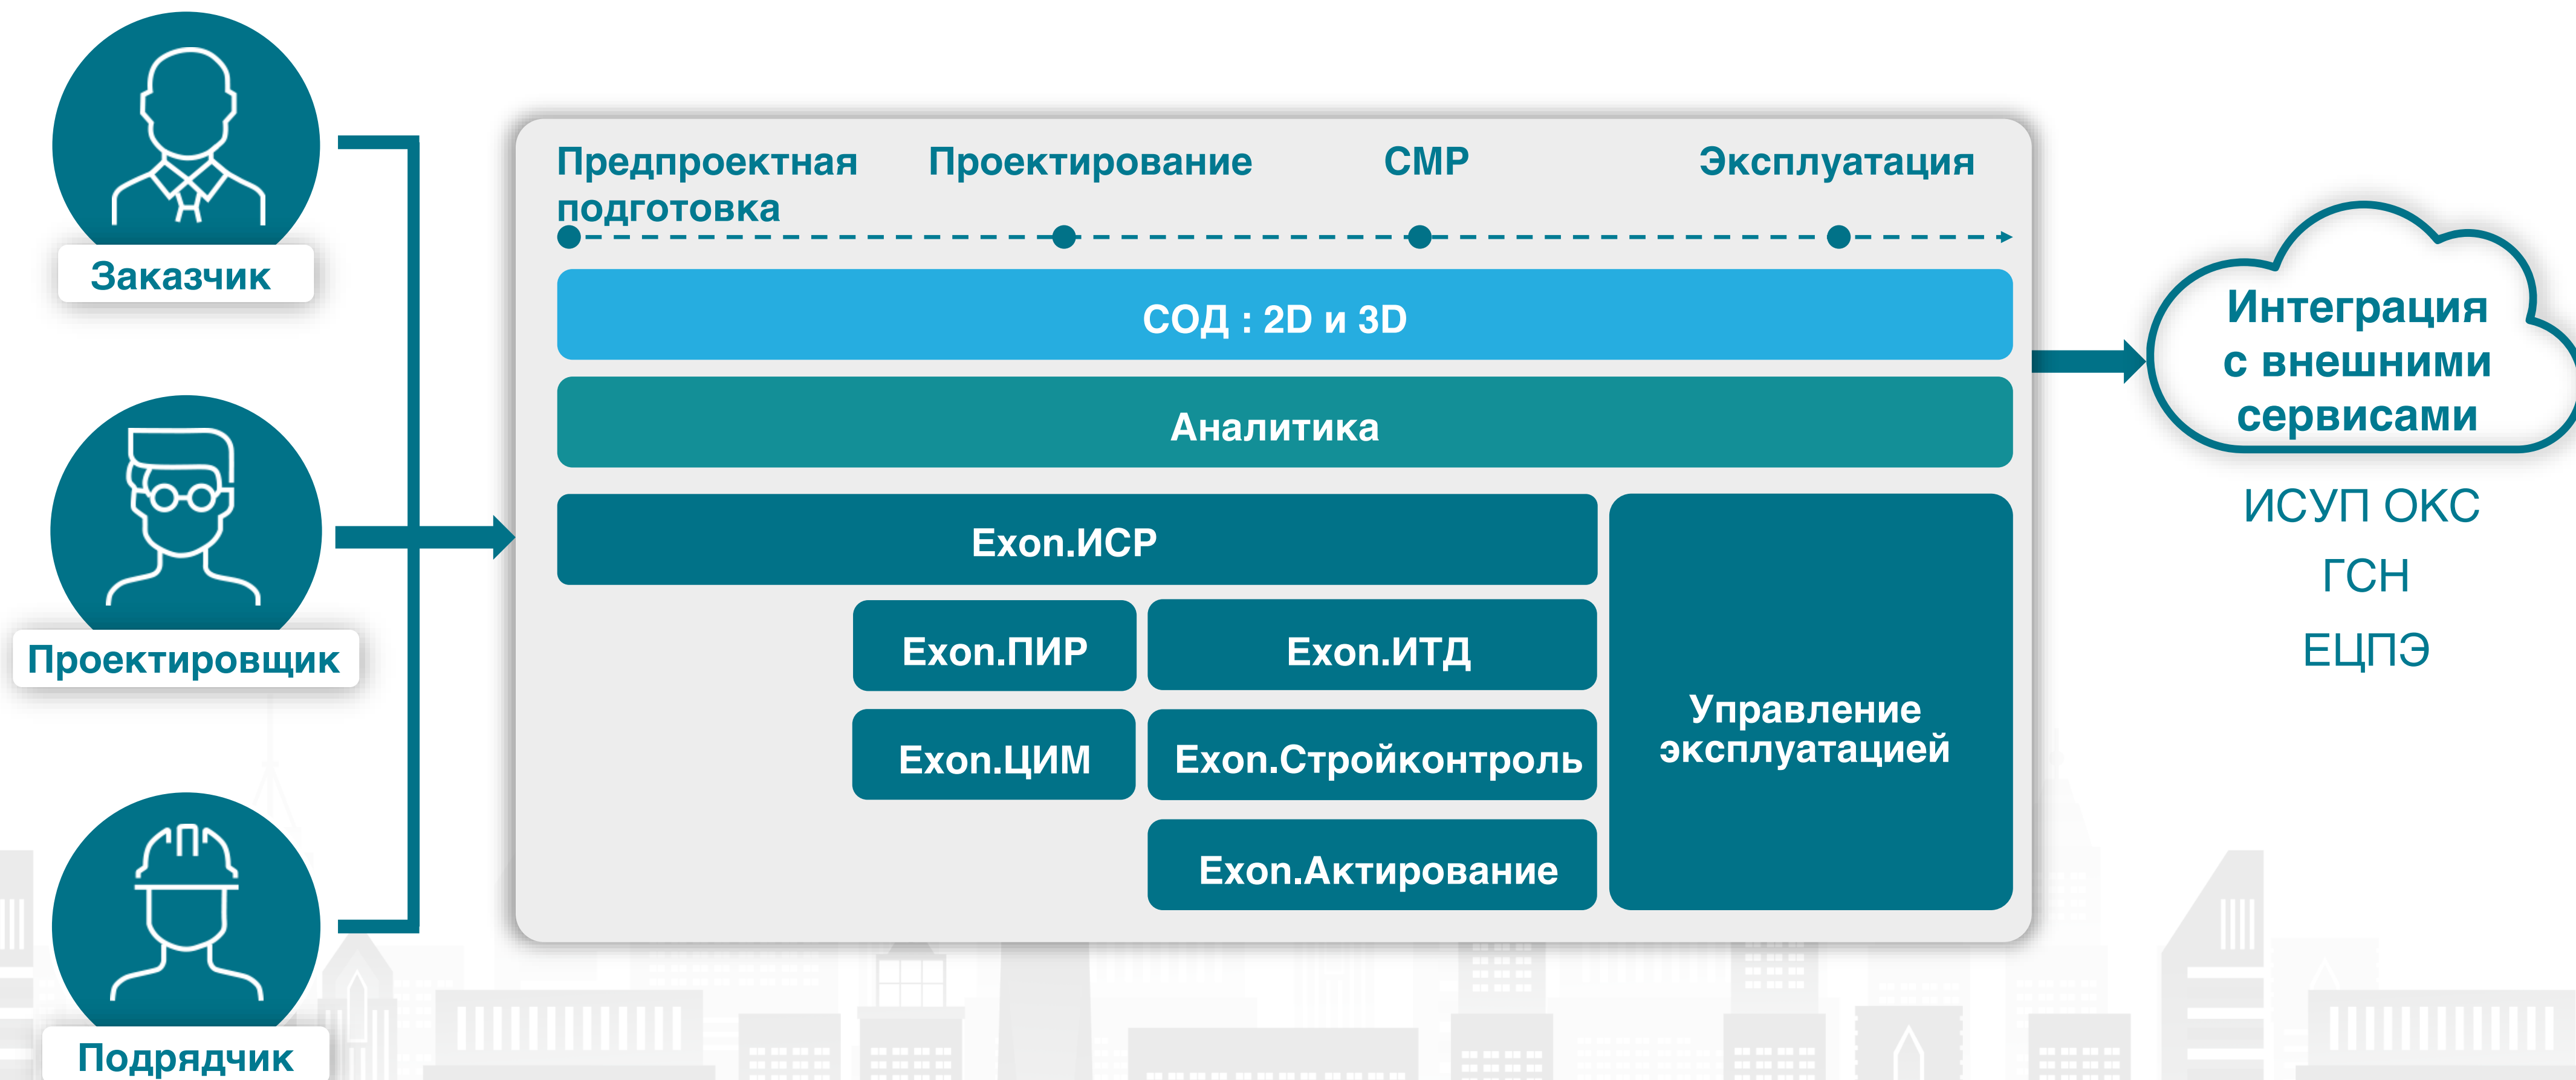 Заказчик
Проектировщик
Подрядчик
Предпроектная
подготовка
Проектирование
СМР
Эксплуатация
СОД : 2D и 3D
Аналитика
Exon.ИСР
Exon.ПИР
Exon.ИТД
Exon.ЦИМ
Exon.Стройконтроль
Exon.Актирование
Управление
эксплуатацией
Интеграция
с внешними
сервисами
ИСУП ОКС
ГСН
ЕЦПЭ